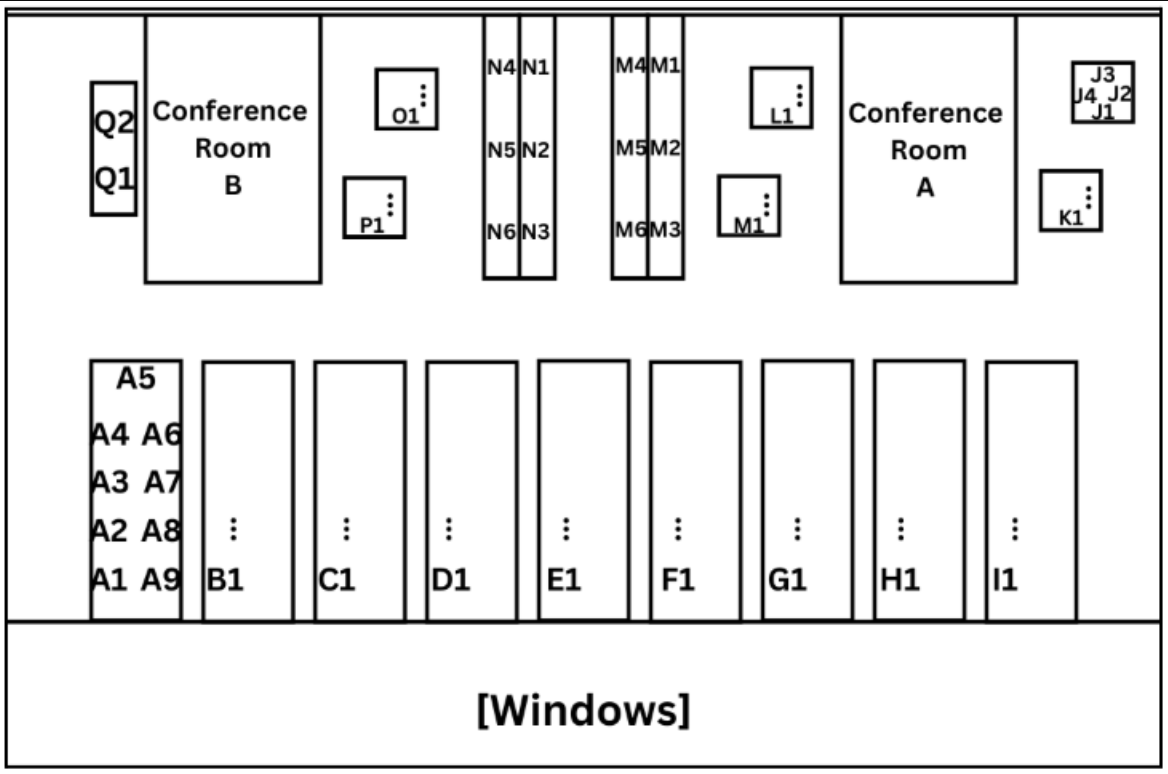 Q2
Q1
Conference
Room
B
⋮
O1
⋮
P1
N4 N1
N5 N2
N6 N3
M4 M1
M5 M2
M6 M3
⋮
L1
⋮
M1
Conference
Room
A
J3
J4 J2
J1
⋮
K1
A5
A4 A6
A3 A7
A2 A8
A1 A9
⋮
B1
⋮
C1
⋮
D1
⋮
E1
⋮
F1
⋮
G1
⋮
H1
⋮
I1
[Windows]